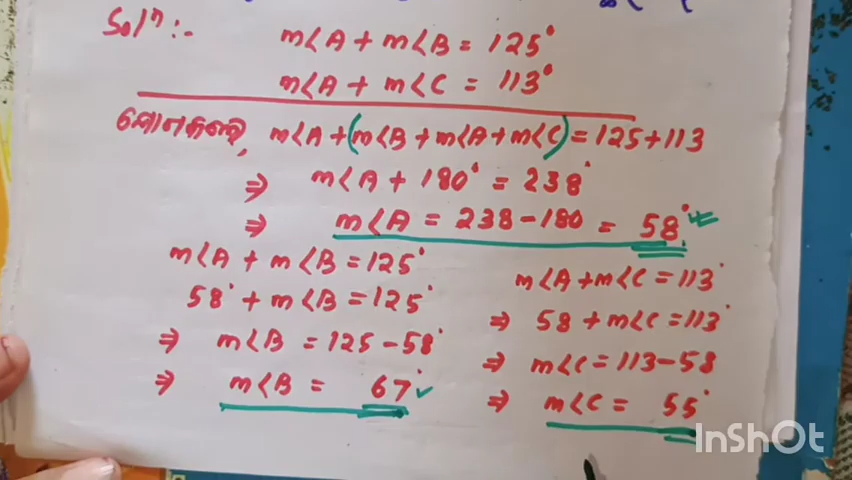 Solⁿ :-
m<A + m<B = 125°
m<A + m<C = 113°
ଯୋଗକଲେ, m<A + (m<B + m<A + m<C) = 125 + 113
⇒ m<A + 180° = 238°
⇒ m<A = 238 - 180 = 58°
m<A + m<B = 125°
58° + m<B = 125°
⇒ m<B = 125 - 58°
⇒ m<B = 67°
m<A + m<C = 113°
⇒ 58 + m<C = 113°
⇒ m<C = 113 - 58
⇒ m<C = 55°
InShOt